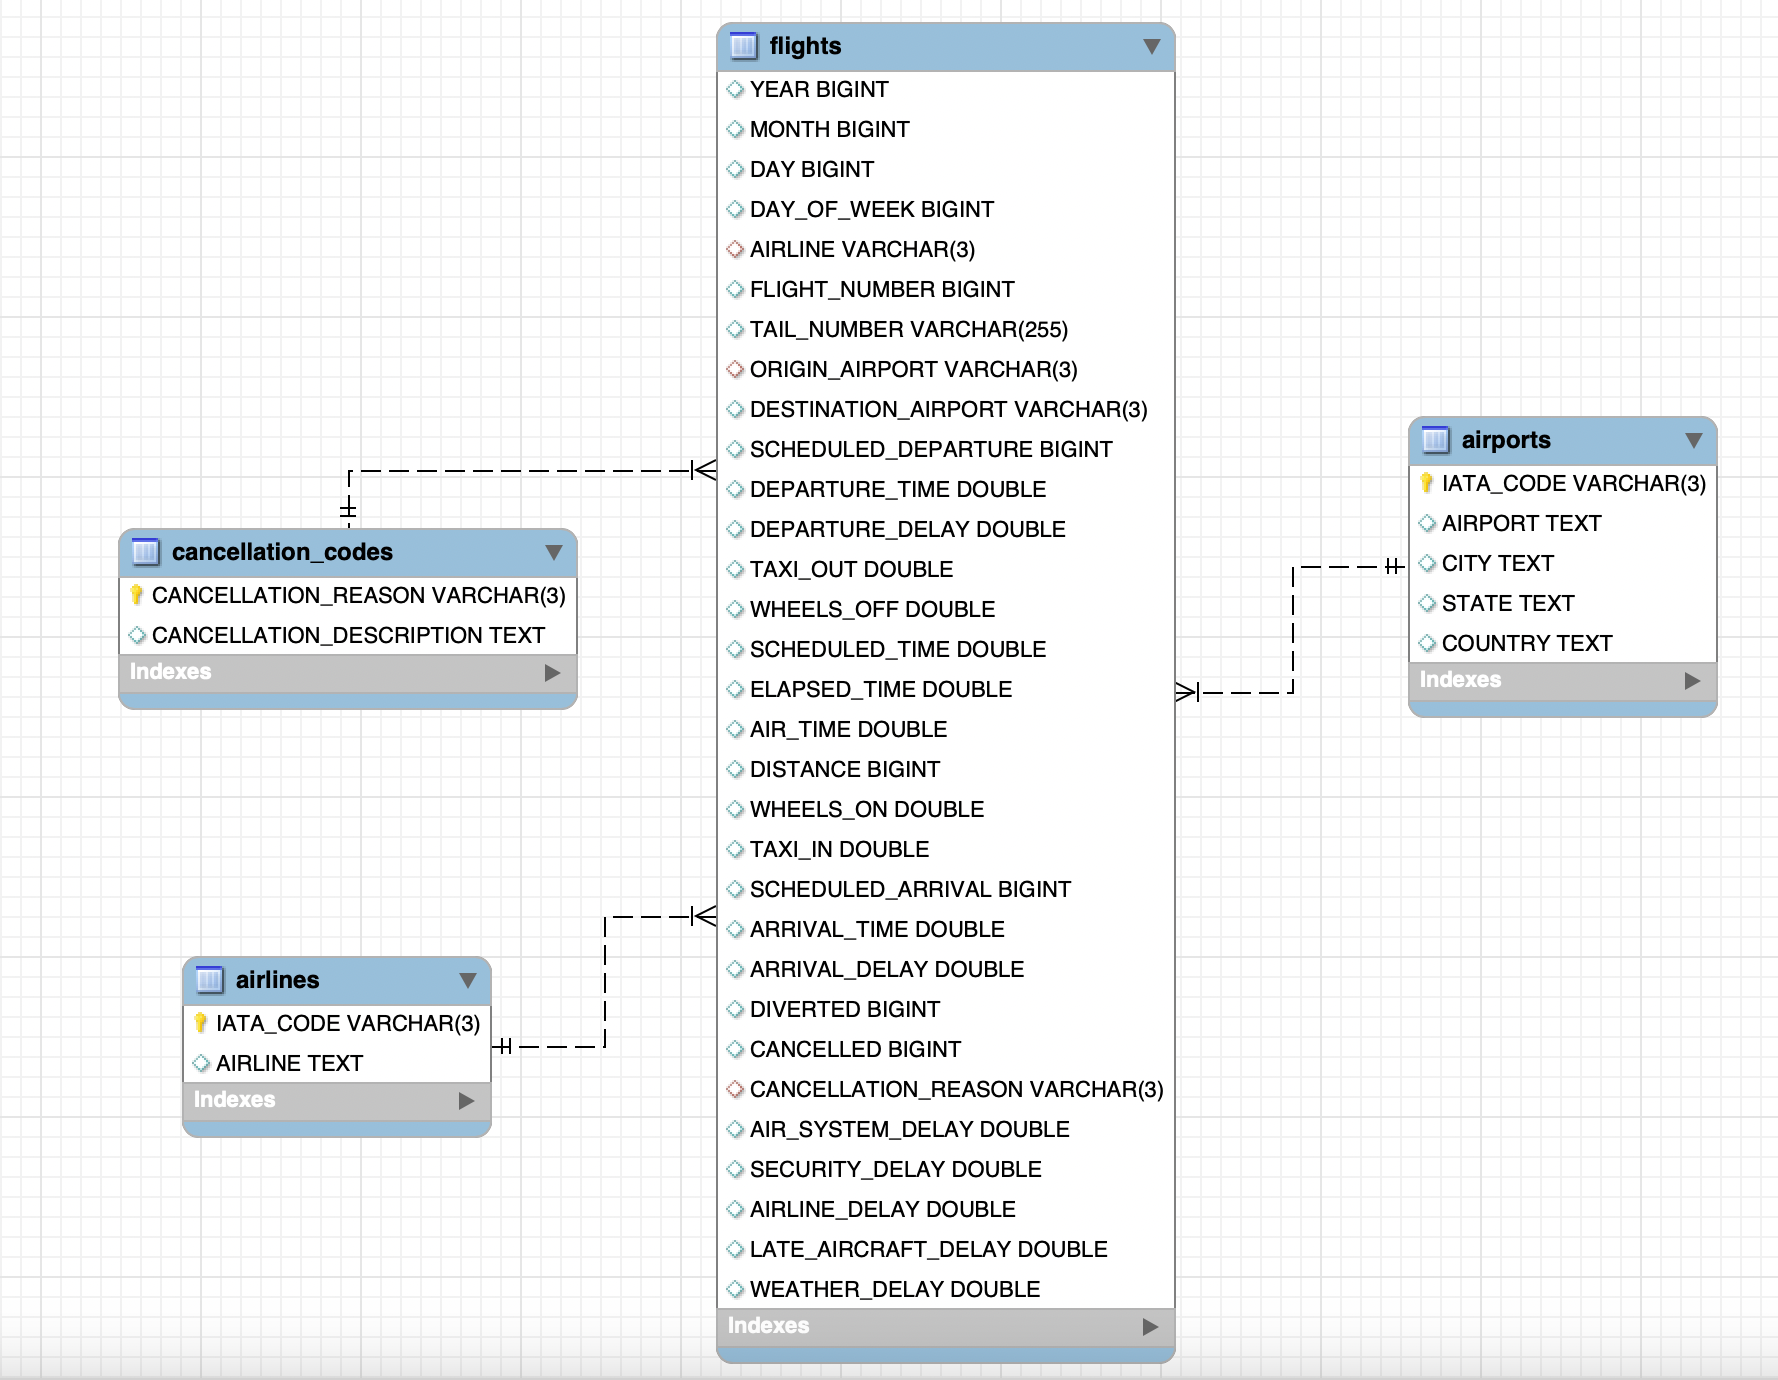 flights
YEAR BIGINT
MONTH BIGINT
DAY BIGINT
DAY_OF_WEEK BIGINT
AIRLINE VARCHAR(3)
FLIGHT_NUMBER BIGINT
TAIL_NUMBER VARCHAR(255)
ORIGIN_AIRPORT VARCHAR(3)
DESTINATION_AIRPORT VARCHAR(3)
SCHEDULED_DEPARTURE BIGINT
DEPARTURE_TIME DOUBLE
DEPARTURE_DELAY DOUBLE
TAXI_OUT DOUBLE
WHEELS_OFF DOUBLE
SCHEDULED_TIME DOUBLE
ELAPSED_TIME DOUBLE
AIR_TIME DOUBLE
DISTANCE BIGINT
WHEELS_ON DOUBLE
TAXI_IN DOUBLE
SCHEDULED_ARRIVAL BIGINT
ARRIVAL_TIME DOUBLE
ARRIVAL_DELAY DOUBLE
DIVERTED BIGINT
CANCELLED BIGINT
CANCELLATION_REASON VARCHAR(3)
AIR_SYSTEM_DELAY DOUBLE
SECURITY_DELAY DOUBLE
AIRLINE_DELAY DOUBLE
LATE_AIRCRAFT_DELAY DOUBLE
WEATHER_DELAY DOUBLE
Indexes
cancellation_codes
CANCELLATION_REASON VARCHAR(3)
CANCELLATION_DESCRIPTION TEXT
Indexes
airlines
IATA_CODE VARCHAR(3)
AIRLINE TEXT
Indexes
airports
IATA_CODE VARCHAR(3)
AIRPORT TEXT
CITY TEXT
STATE TEXT
COUNTRY TEXT
Indexes